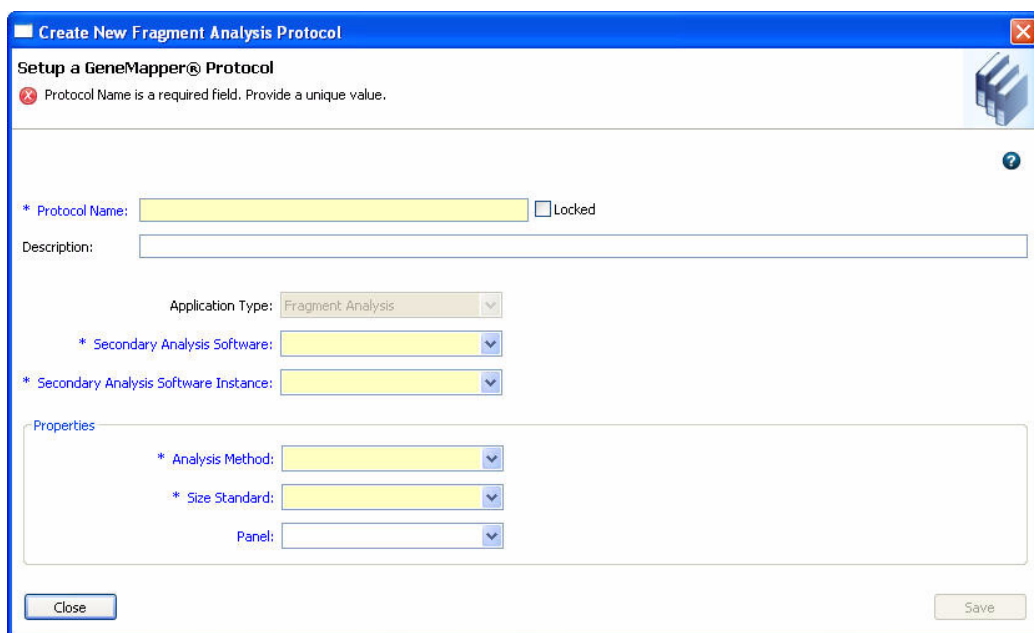 Create New Fragment Analysis Protocol
Setup a GeneMapper® Protocol
Protocol Name is a required field. Provide a unique value.
?
* Protocol Name:
Locked
Description:
Application Type: Fragment Analysis
* Secondary Analysis Software:
* Secondary Analysis Software Instance:
Properties
* Analysis Method:
* Size Standard:
Panel:
Close
Save